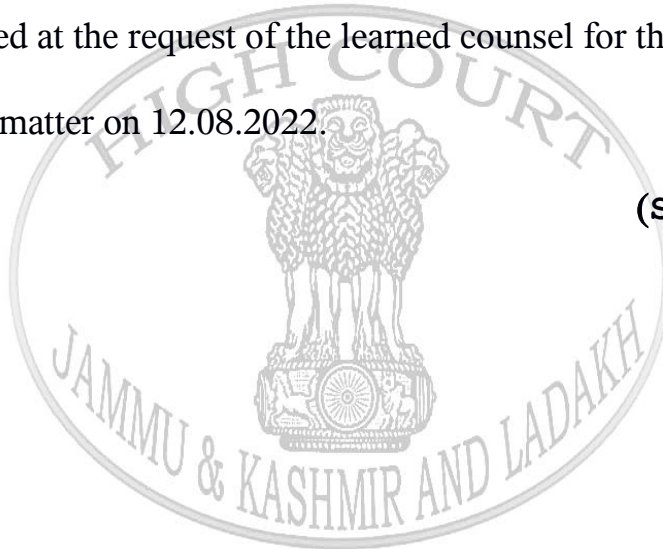 ed at the request of the learned counsel for th
matter on 12.08.2022.
(S
HIGH COURT
JAMMU & KASHMIR AND LADAKH